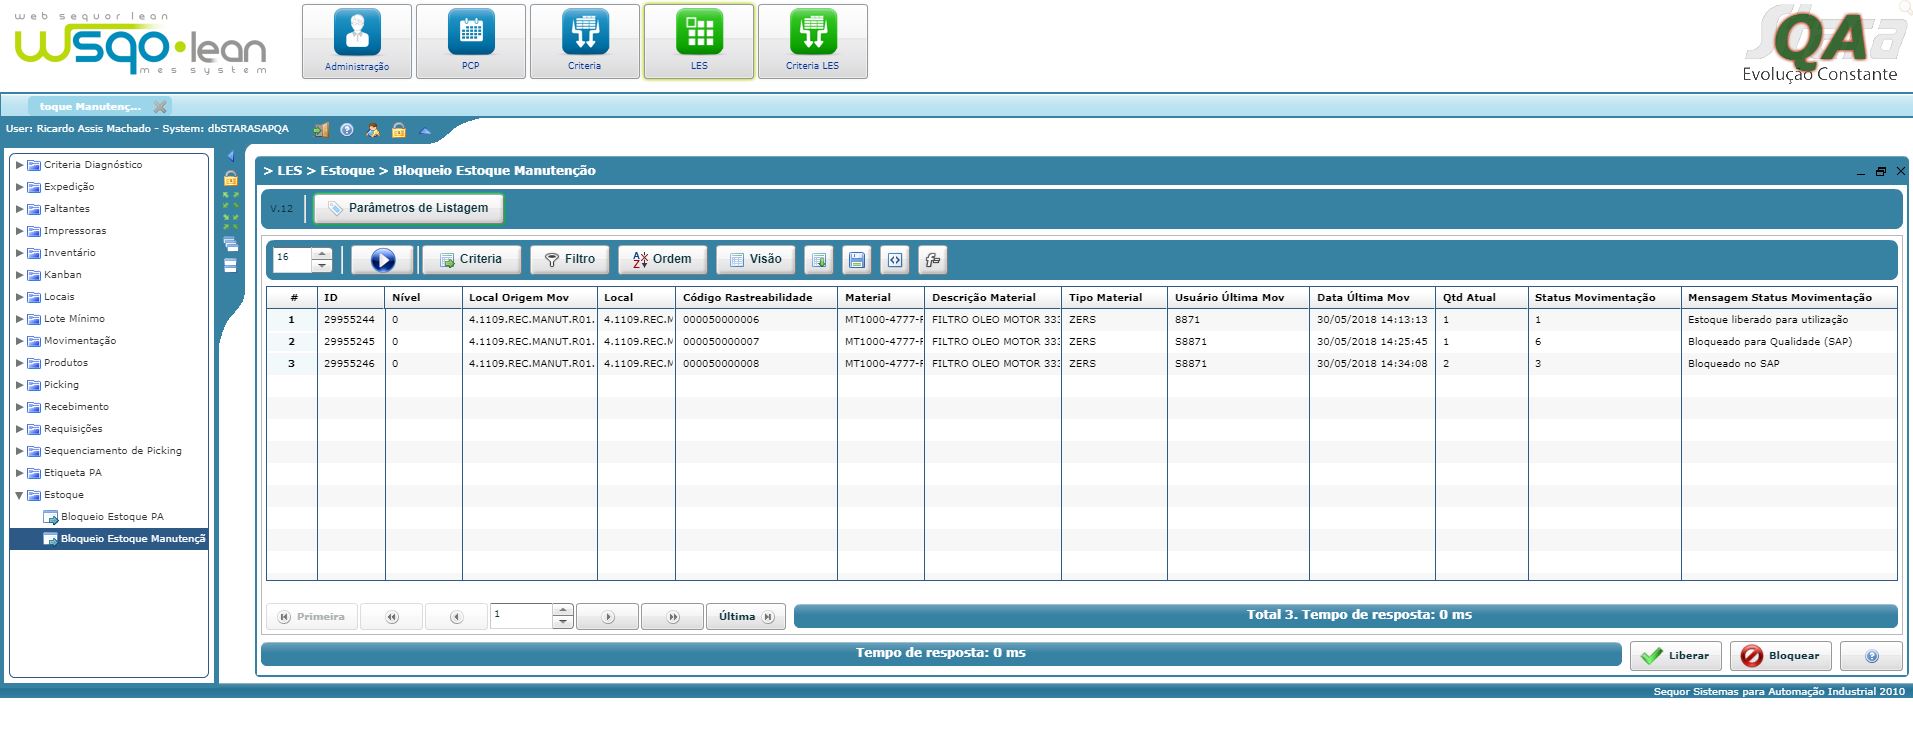 web sequor lean
wsqo·lean
mes system
Administração
PCP
Criteria
LES
Criteria LES
QA
Evolução Constante
toque Manutenç...
User: Ricardo Assis Machado - System: dbSTARASAPQA
Criteria Diagnóstico
Expedição
Faltantes
Impressoras
Inventário
Kanban
Locais
Lote Mínimo
Movimentação
Produtos
Picking
Recebimento
Requisições
Sequenciamento de Picking
Etiqueta PA
Estoque
Bloqueio Estoque PA
Bloqueio Estoque Manutençã
> LES > Estoque > Bloqueio Estoque Manutenção
V.12
Parâmetros de Listagem
16
Criteria
Filtro
Ordem
Visão
# ID Nível Local Origem Mov Local Código Rastreabilidade Material Descrição Material Tipo Material Usuário Última Mov Data Última Mov Qtd Atual Status Movimentação Mensagem Status Movimentação
1 29955244 0 4.1109.REC.MANUT.R01. 4.1109.REC.M 000050000006 MT1000-4777-F FILTRO OLEO MOTOR 333 ZERS 8871 30/05/2018 14:13:13 1 1 Estoque liberado para utilização
2 29955245 0 4.1109.REC.MANUT.R01. 4.1109.REC.M 000050000007 MT1000-4777-F FILTRO OLEO MOTOR 333 ZERS S8871 30/05/2018 14:25:45 1 6 Bloqueado para Qualidade (SAP)
3 29955246 0 4.1109.REC.MANUT.R01. 4.1109.REC.M 000050000008 MT1000-4777-F FILTRO OLEO MOTOR 333 ZERS S8871 30/05/2018 14:34:08 2 3 Bloqueado no SAP
Primeira
1
Última
Total 3. Tempo de resposta: 0 ms
Tempo de resposta: 0 ms
Liberar
Bloquear
Sequor Sistemas para Automação Industrial 2010